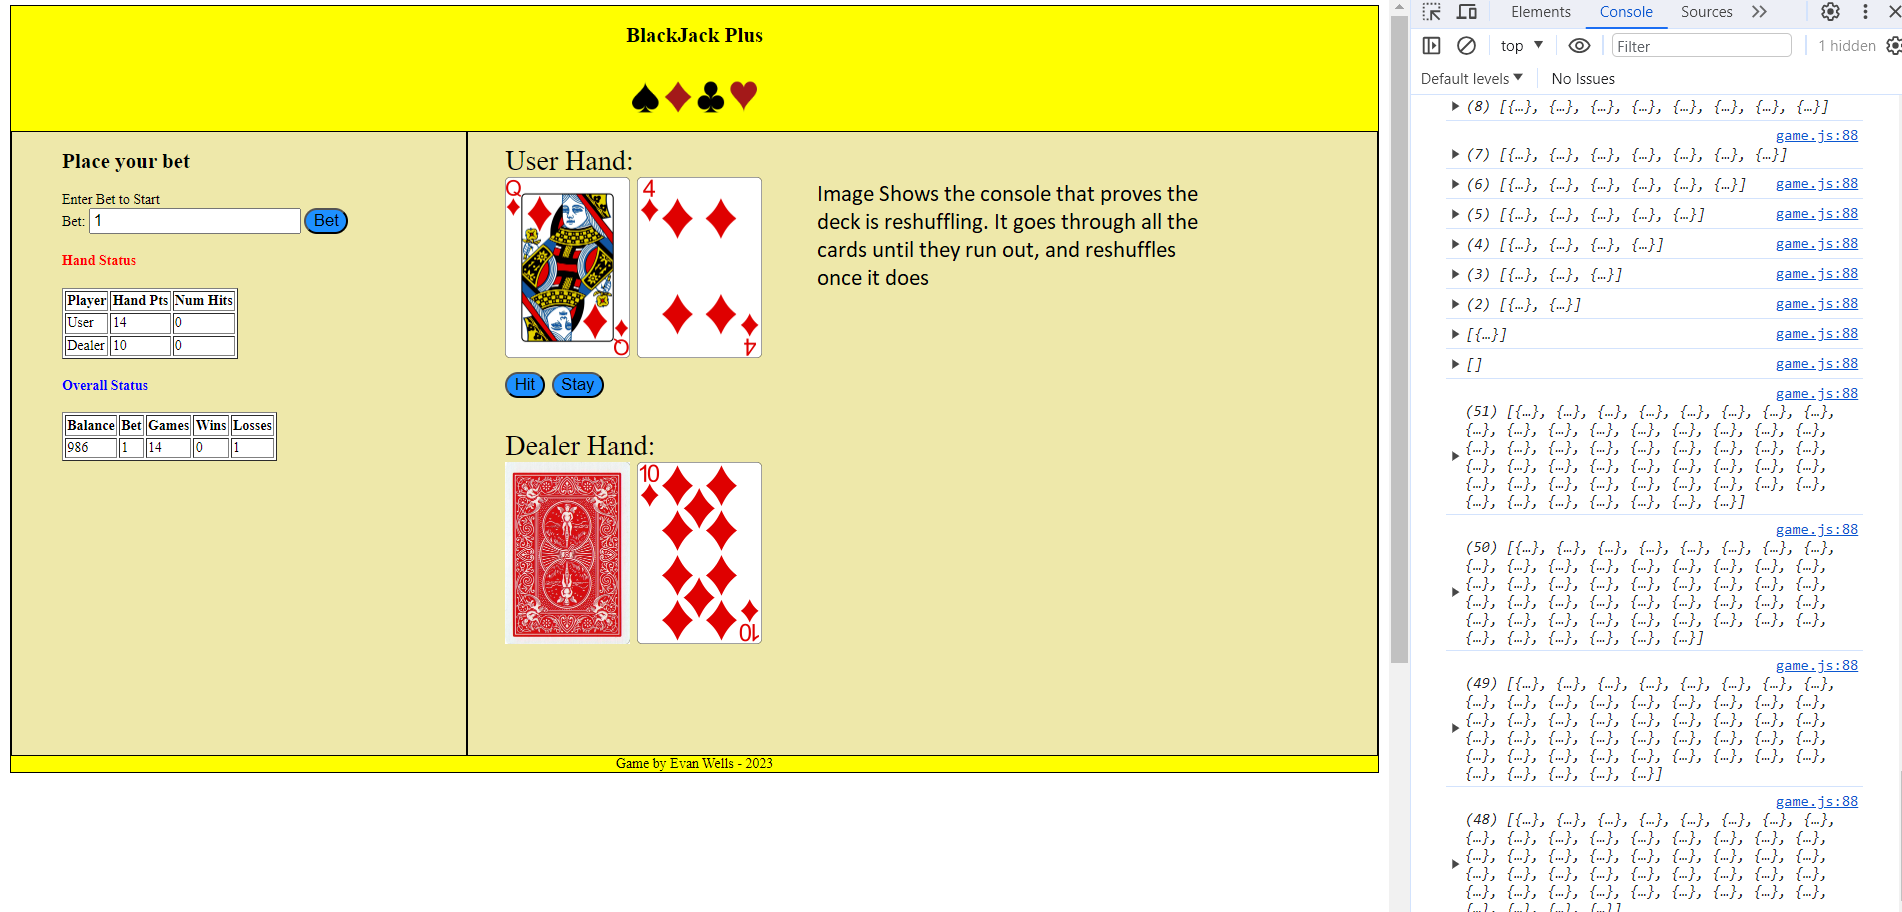 BlackJack Plus
Place your bet
Enter Bet to Start
Bet: 1 Bet
Hand Status
Player Hand Pts Num Hits
User 14 0
Dealer 10 0
Overall Status
Balance Bet Games Wins Losses
986 1 14 0 1
User Hand:
Q
Q
4
4
Image Shows the console that proves the
deck is reshuffling. It goes through all the
cards until they run out, and reshuffles
once it does
Hit Stay
Dealer Hand:
10
10
Game by Evan Wells - 2023
Elements Console Sources
top Filter 1 hidden
Default levels No Issues
(8) [{…}, {…}, {…}, {…}, {…}, {…}, {…}, {…}]
game.js:88
(7) [{…}, {…}, {…}, {…}, {…}, {…}, {…}]
(6) [{…}, {…}, {…}, {…}, {…}, {…}] game.js:88
(5) [{…}, {…}, {…}, {…}, {…}] game.js:88
(4) [{…}, {…}, {…}, {…}] game.js:88
(3) [{…}, {…}, {…}] game.js:88
(2) [{…}, {…}] game.js:88
[{…}] game.js:88
[] game.js:88
game.js:88
(51) [{…}, {…}, {…}, {…}, {…}, {…}, {…}, {…},
{…}, {…}, {…}, {…}, {…}, {…}, {…}, {…}, {…},
{…}, {…}, {…}, {…}, {…}, {…}, {…}, {…}, {…},
{…}, {…}, {…}, {…}, {…}, {…}, {…}, {…}, {…},
{…}, {…}, {…}, {…}, {…}, {…}, {…}, {…}, {…},
{…}, {…}, {…}, {…}, {…}, {…}, {…}]
game.js:88
(50) [{…}, {…}, {…}, {…}, {…}, {…}, {…}, {…},
{…}, {…}, {…}, {…}, {…}, {…}, {…}, {…}, {…},
{…}, {…}, {…}, {…}, {…}, {…}, {…}, {…}, {…},
{…}, {…}, {…}, {…}, {…}, {…}, {…}, {…}, {…},
{…}, {…}, {…}, {…}, {…}, {…}, {…}, {…}, {…},
{…}, {…}, {…}, {…}, {…}, {…}]
game.js:88
(49) [{…}, {…}, {…}, {…}, {…}, {…}, {…}, {…},
{…}, {…}, {…}, {…}, {…}, {…}, {…}, {…}, {…},
{…}, {…}, {…}, {…}, {…}, {…}, {…}, {…}, {…},
{…}, {…}, {…}, {…}, {…}, {…}, {…}, {…}, {…},
{…}, {…}, {…}, {…}, {…}, {…}, {…}, {…}, {…},
{…}, {…}, {…}, {…}, {…}]
game.js:88
(48) [{…}, {…}, {…}, {…}, {…}, {…}, {…}, {…},
{…}, {…}, {…}, {…}, {…}, {…}, {…}, {…}, {…},
{…}, {…}, {…}, {…}, {…}, {…}, {…}, {…}, {…},
{…}, {…}, {…}, {…}, {…}, {…}, {…}, {…}, {…},
{…}, {…}, {…}, {…}, {…}, {…}, {…}, {…}, {…},
{…}, {…}, {…}, {…}]